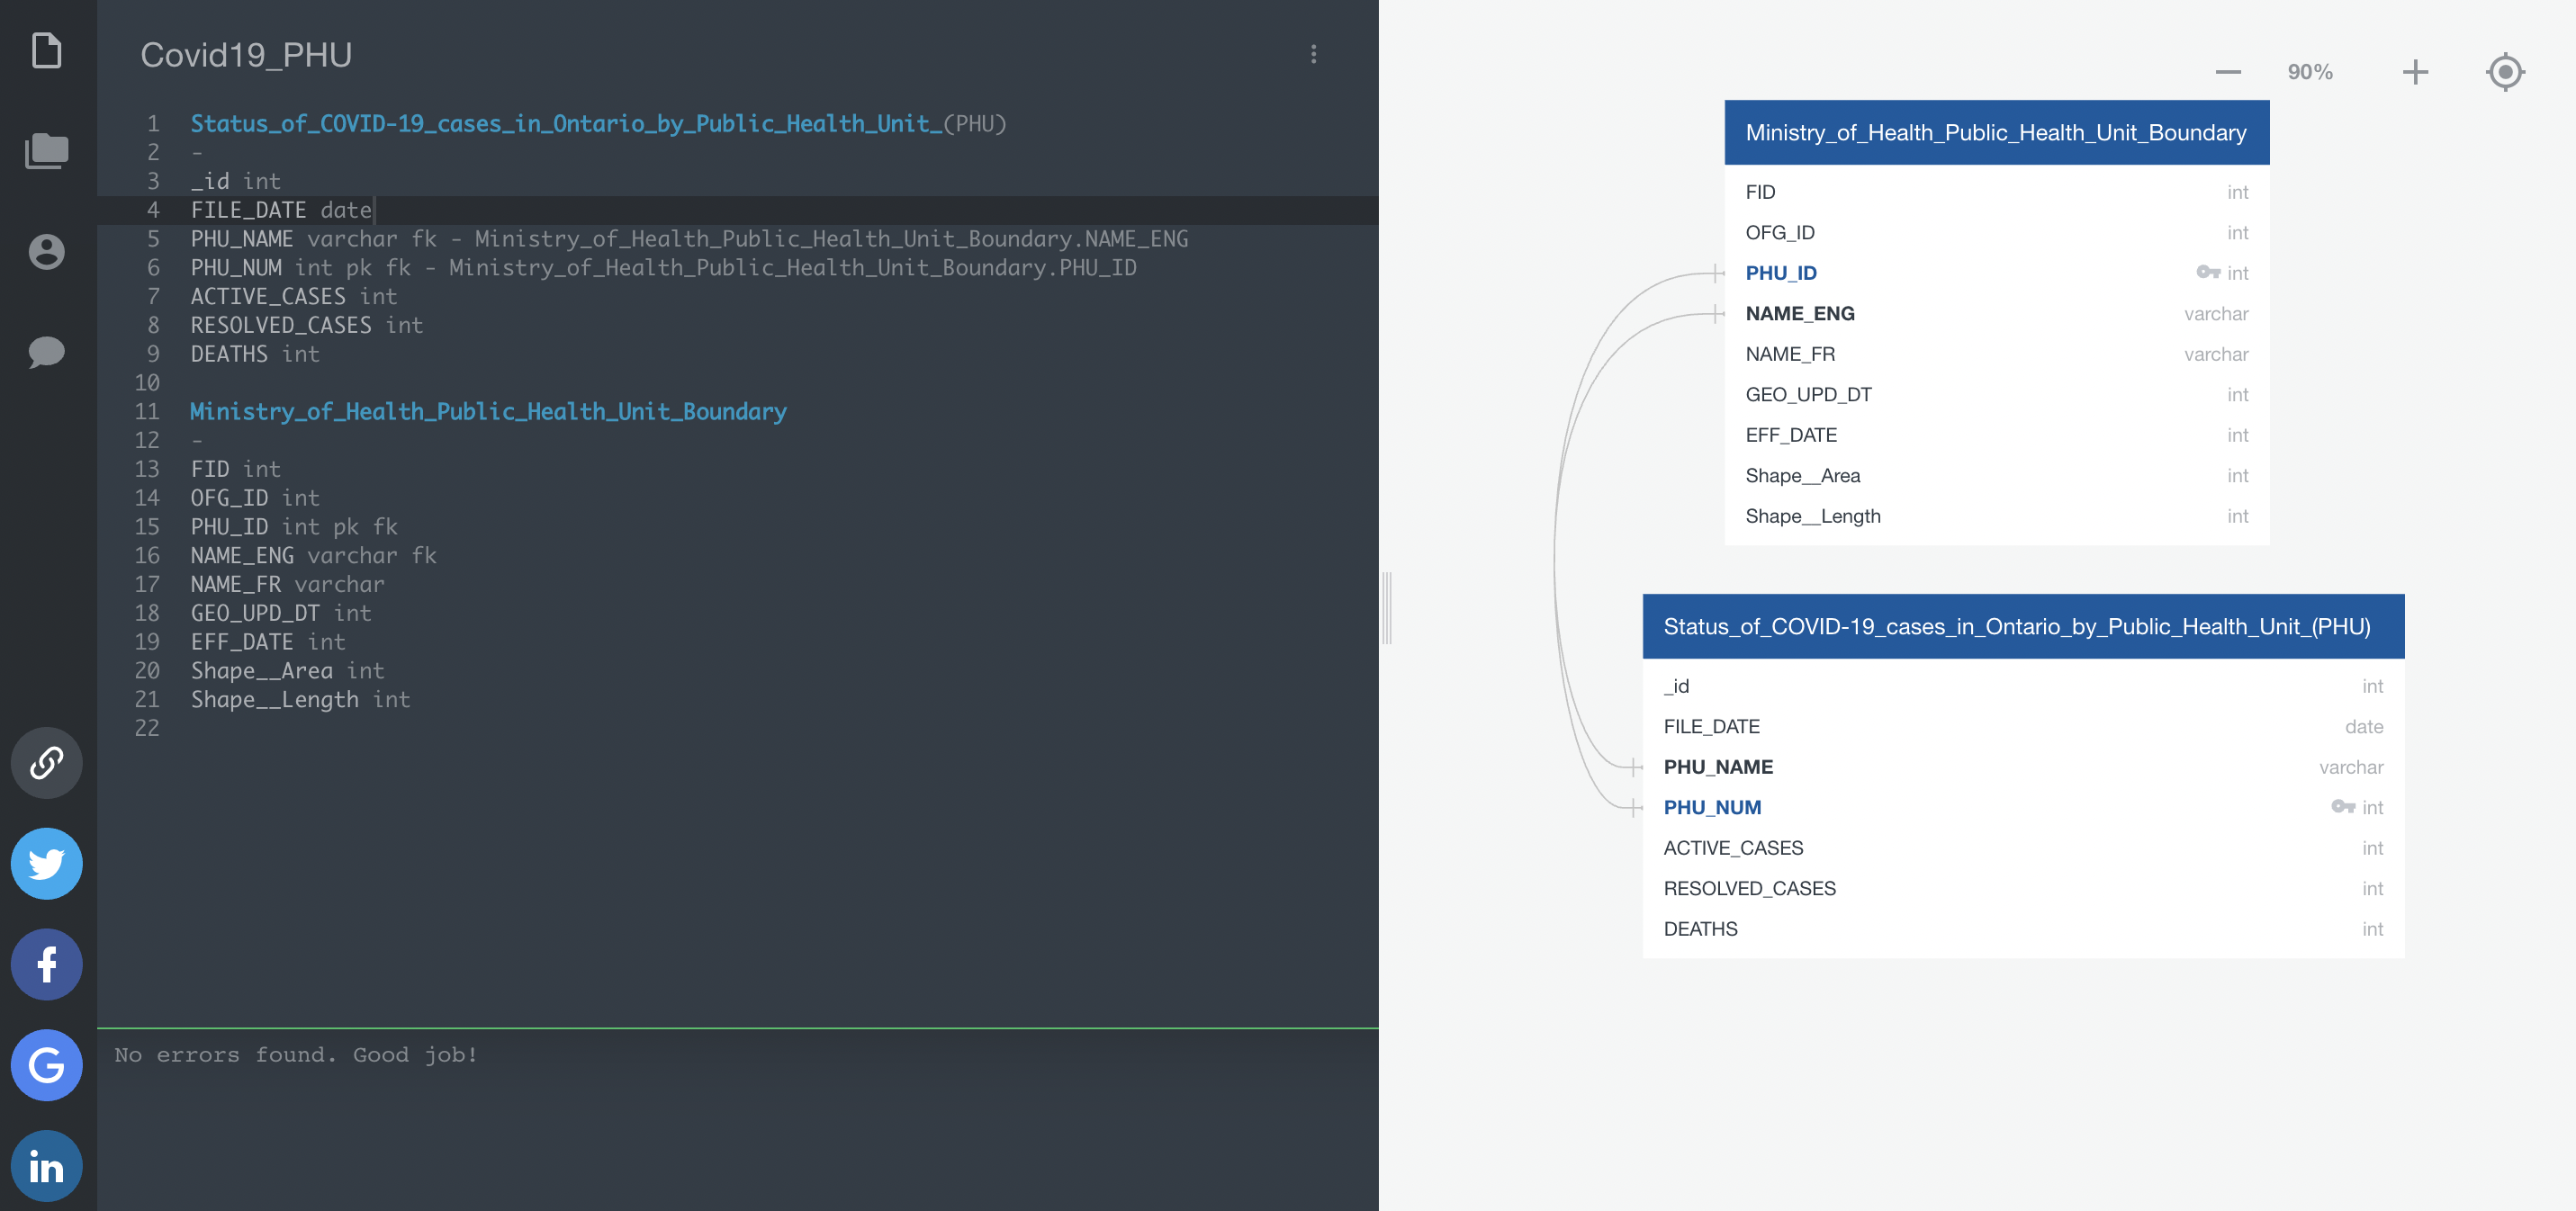 Covid19_PHU
1 Status_of_COVID-19_cases_in_Ontario_by_Public_Health_Unit_(PHU)
2 -
3 _id int
4 FILE_DATE date
5 PHU_NAME varchar fk - Ministry_of_Health_Public_Health_Unit_Boundary.NAME_ENG
6 PHU_NUM int pk fk - Ministry_of_Health_Public_Health_Unit_Boundary.PHU_ID
7 ACTIVE_CASES int
8 RESOLVED_CASES int
9 DEATHS int
10
11 Ministry_of_Health_Public_Health_Unit_Boundary
12 -
13 FID int
14 OFG_ID int
15 PHU_ID int pk fk
16 NAME_ENG varchar fk
17 NAME_FR varchar
18 GEO_UPD_DT int
19 EFF_DATE int
20 Shape__Area int
21 Shape__Length int
22
No errors found. Good job!
90%
Ministry_of_Health_Public_Health_Unit_Boundary
FID int
OFG_ID int
PHU_ID int
NAME_ENG varchar
NAME_FR varchar
GEO_UPD_DT int
EFF_DATE int
Shape__Area int
Shape__Length int
Status_of_COVID-19_cases_in_Ontario_by_Public_Health_Unit_(PHU)
_id int
FILE_DATE date
PHU_NAME varchar
PHU_NUM int
ACTIVE_CASES int
RESOLVED_CASES int
DEATHS int
f
G
in